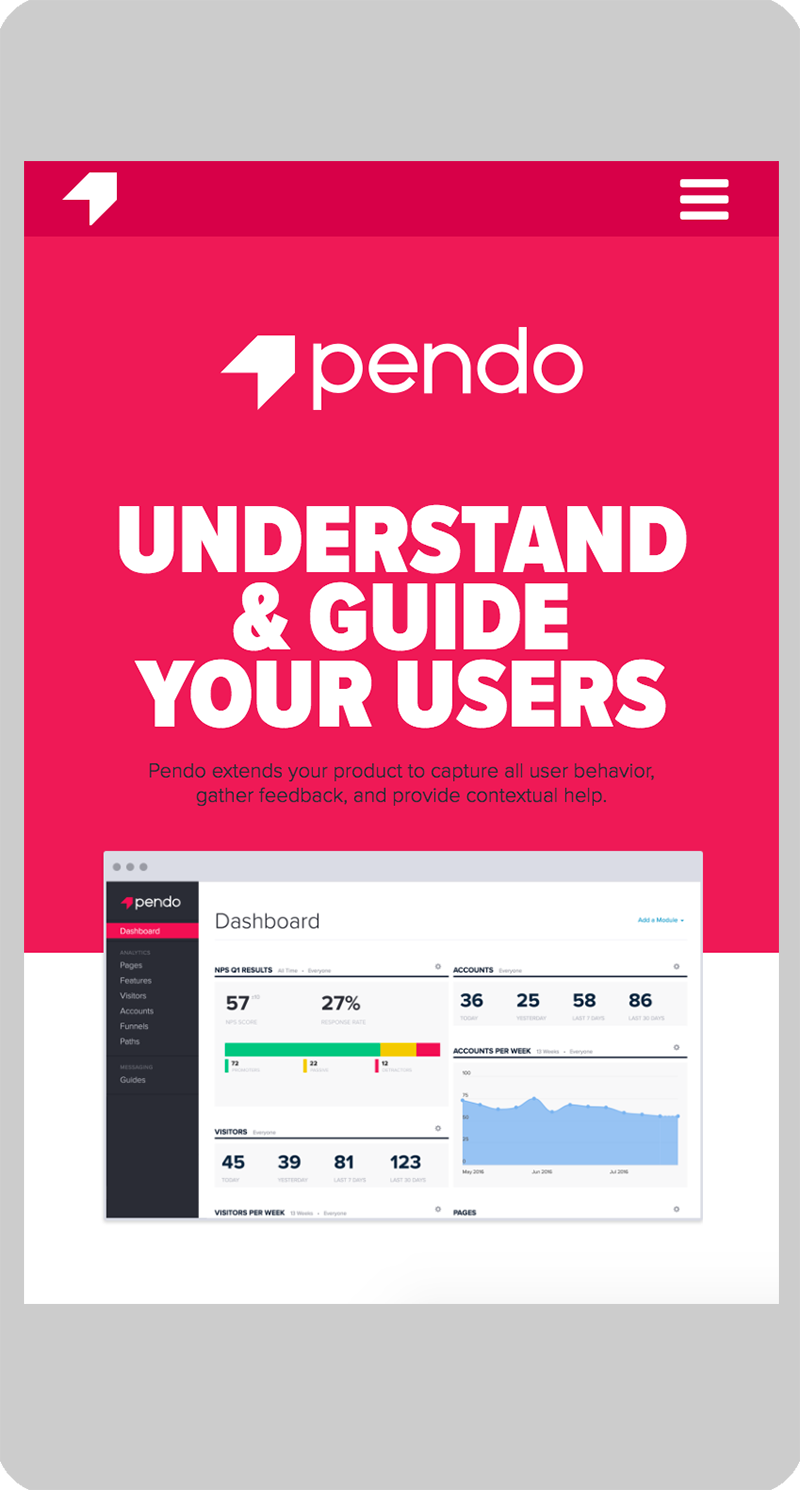 pendo
UNDERSTAND
& GUIDE
YOUR USERS
Pendo extends your product to capture all user behavior,
gather feedback, and provide contextual help.
pendo
Dashboard
ANALYTICS
Pages
Features
Visitors
Accounts
Funnels
Paths
MESSAGING
Guides
Dashboard
Add a Module
NPS Q1 RESULTS All Time • Everyone
57
27%
NPS SCORE
RESPONSE RATE
72
22
12
PROMOTERS
PASSIVE
DETRACTORS
VISITORS Everyone
45 39 81 123
TODAY YESTERDAY LAST 7 DAYS LAST 30 DAYS
VISITORS PER WEEK 13 Weeks • Everyone
ACCOUNTS Everyone
36 25 58 86
TODAY YESTERDAY LAST 7 DAYS LAST 30 DAYS
ACCOUNTS PER WEEK 13 Weeks • Everyone
100
75
50
25
0
May 2016 Jun 2016 Jul 2016
PAGES